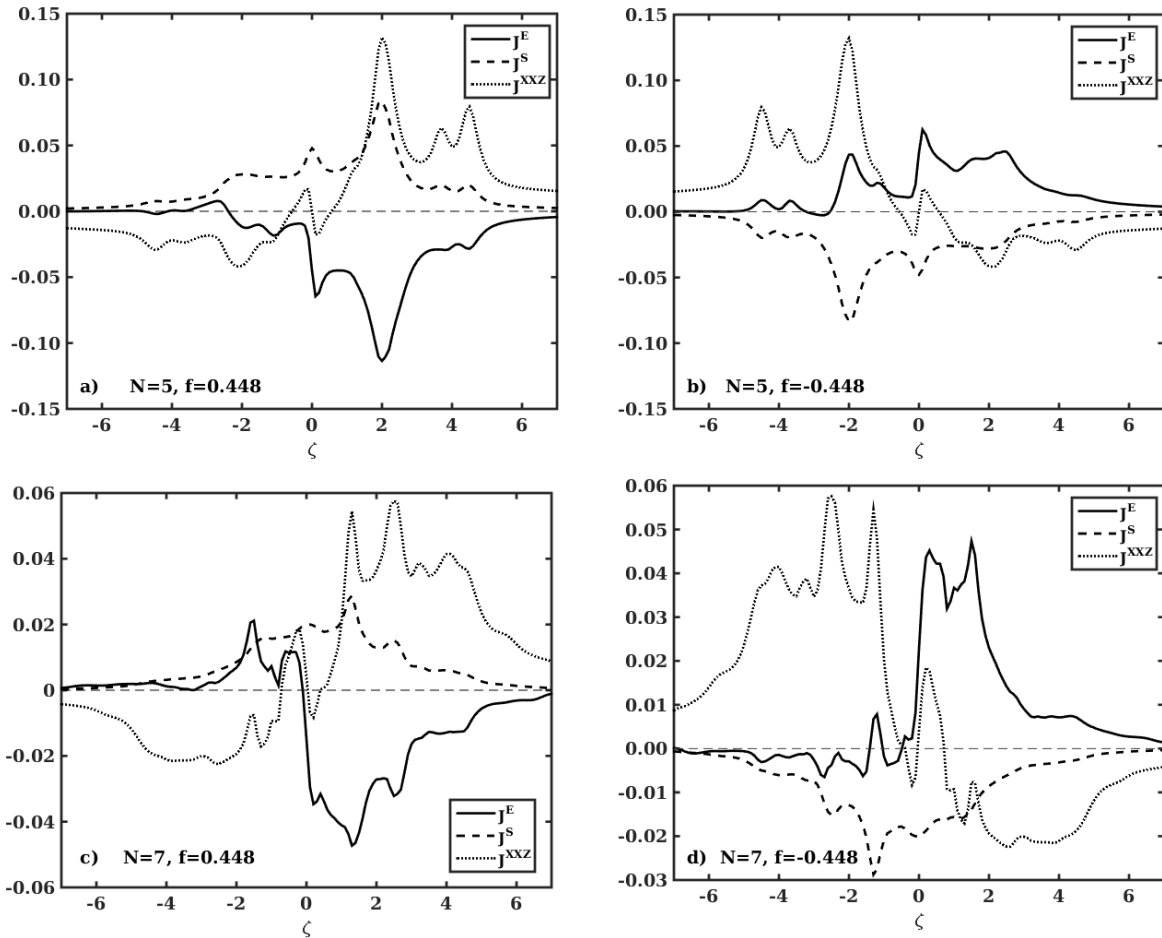 0.15
0.10
0.05
0.00
-0.05
-0.10
-0.15
-6 -4 -2 0 2 4 6
ζ
J^E
J^S
J^XXZ
a) N=5, f=0.448
0.15
0.10
0.05
0.00
-0.05
-0.10
-0.15
-6 -4 -2 0 2 4 6
ζ
J^E
J^S
J^XXZ
b) N=5, f=-0.448
0.06
0.04
0.02
0
-0.02
-0.04
-0.06
-6 -4 -2 0 2 4 6
ζ
J^E
J^S
J^XXZ
c) N=7, f=0.448
0.06
0.05
0.04
0.03
0.02
0.01
0.00
-0.01
-0.02
-0.03
-6 -4 -2 0 2 4 6
ζ
J^E
J^S
J^XXZ
d) N=7, f=-0.448